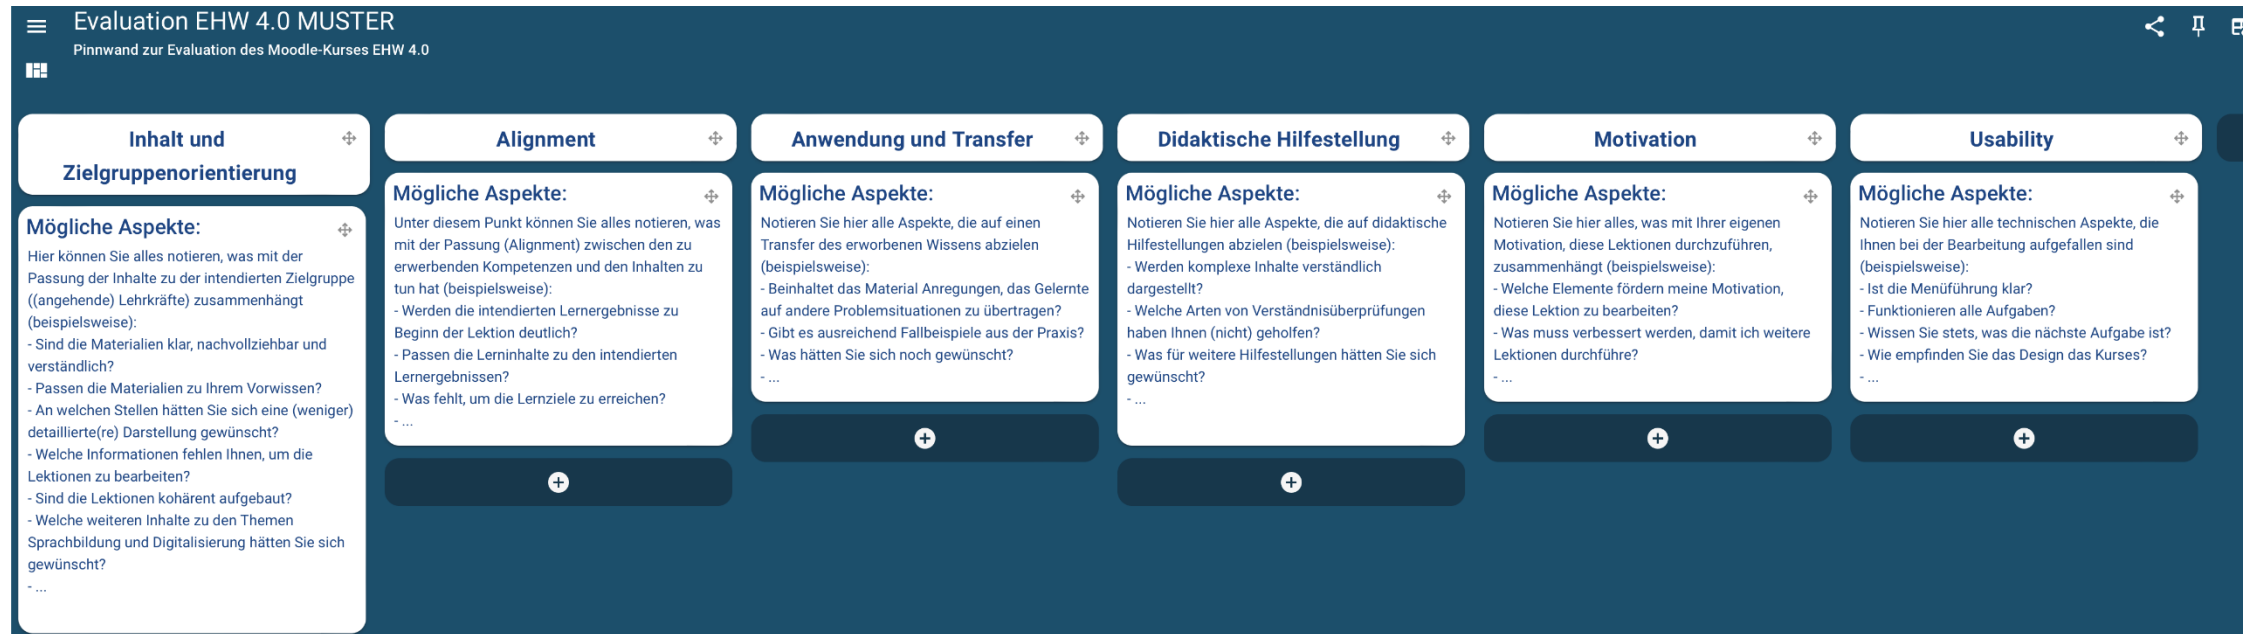 Evaluation EHW 4.0 MUSTER
Pinnwand zur Evaluation des Moodle-Kurses EHW 4.0
Inhalt und
Zielgruppenorientierung
Mögliche Aspekte:
Hier können Sie alles notieren, was mit der
Passung der Inhalte zu der intendierten Zielgruppe
((angehende) Lehrkräfte) zusammenhängt
(beispielsweise):
- Sind die Materialien klar, nachvollziehbar und
verständlich?
- Passen die Materialien zu Ihrem Vorwissen?
- An welchen Stellen hätten Sie sich eine (weniger)
detaillierte(re) Darstellung gewünscht?
- Welche Informationen fehlen Ihnen, um die
Lektionen zu bearbeiten?
- Sind die Lektionen kohärent aufgebaut?
- Welche weiteren Inhalte zu den Themen
Sprachbildung und Digitalisierung hätten Sie sich
gewünscht?
- ...
Alignment
Mögliche Aspekte:
Unter diesem Punkt können Sie alles notieren, was
mit der Passung (Alignment) zwischen den zu
erwerbenden Kompetenzen und den Inhalten zu
tun hat (beispielsweise):
- Werden die intendierten Lernergebnisse zu
Beginn der Lektion deutlich?
- Passen die Lerninhalte zu den intendierten
Lernergebnissen?
- Was fehlt, um die Lernziele zu erreichen?
- ...
Anwendung und Transfer
Mögliche Aspekte:
Notieren Sie hier alle Aspekte, die auf einen
Transfer des erworbenen Wissens abzielen
(beispielsweise):
- Beinhaltet das Material Anregungen, das Gelernte
auf andere Problemsituationen zu übertragen?
- Gibt es ausreichend Fallbeispiele aus der Praxis?
- Was hätten Sie sich noch gewünscht?
- ...
Didaktische Hilfestellung
Mögliche Aspekte:
Notieren Sie hier alle Aspekte, die auf didaktische
Hilfestellungen abzielen (beispielsweise):
- Werden komplexe Inhalte verständlich
dargestellt?
- Welche Arten von Verständnisüberprüfungen
haben Ihnen (nicht) geholfen?
- Was für weitere Hilfestellungen hätten Sie sich
gewünscht?
- ...
Motivation
Mögliche Aspekte:
Notieren Sie hier alles, was mit Ihrer eigenen
Motivation, diese Lektionen durchzuführen,
zusammenhängt (beispielsweise):
- Welche Elemente fördern meine Motivation,
diese Lektion zu bearbeiten?
- Was muss verbessert werden, damit ich weitere
Lektionen durchführe?
- ...
Usability
Mögliche Aspekte:
Notieren Sie hier alle technischen Aspekte, die
Ihnen bei der Bearbeitung aufgefallen sind
(beispielsweise):
- Ist die Menüführung klar?
- Funktionieren alle Aufgaben?
- Wissen Sie stets, was die nächste Aufgabe ist?
- Wie empfinden Sie das Design das Kurses?
- ...